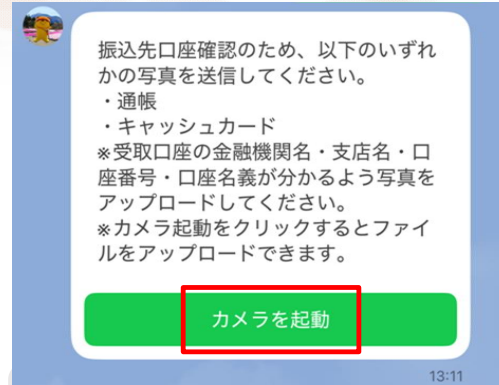 振込先口座確認のため、以下のいずれ
かの写真を送信してください。
・通帳
・キャッシュカード
※受取口座の金融機関名・支店名・口
座番号・口座名義が分かるよう写真を
アップロードしてください。
※カメラ起動をクリックするとファイ
ルをアップロードできます。
カメラを起動
13:11